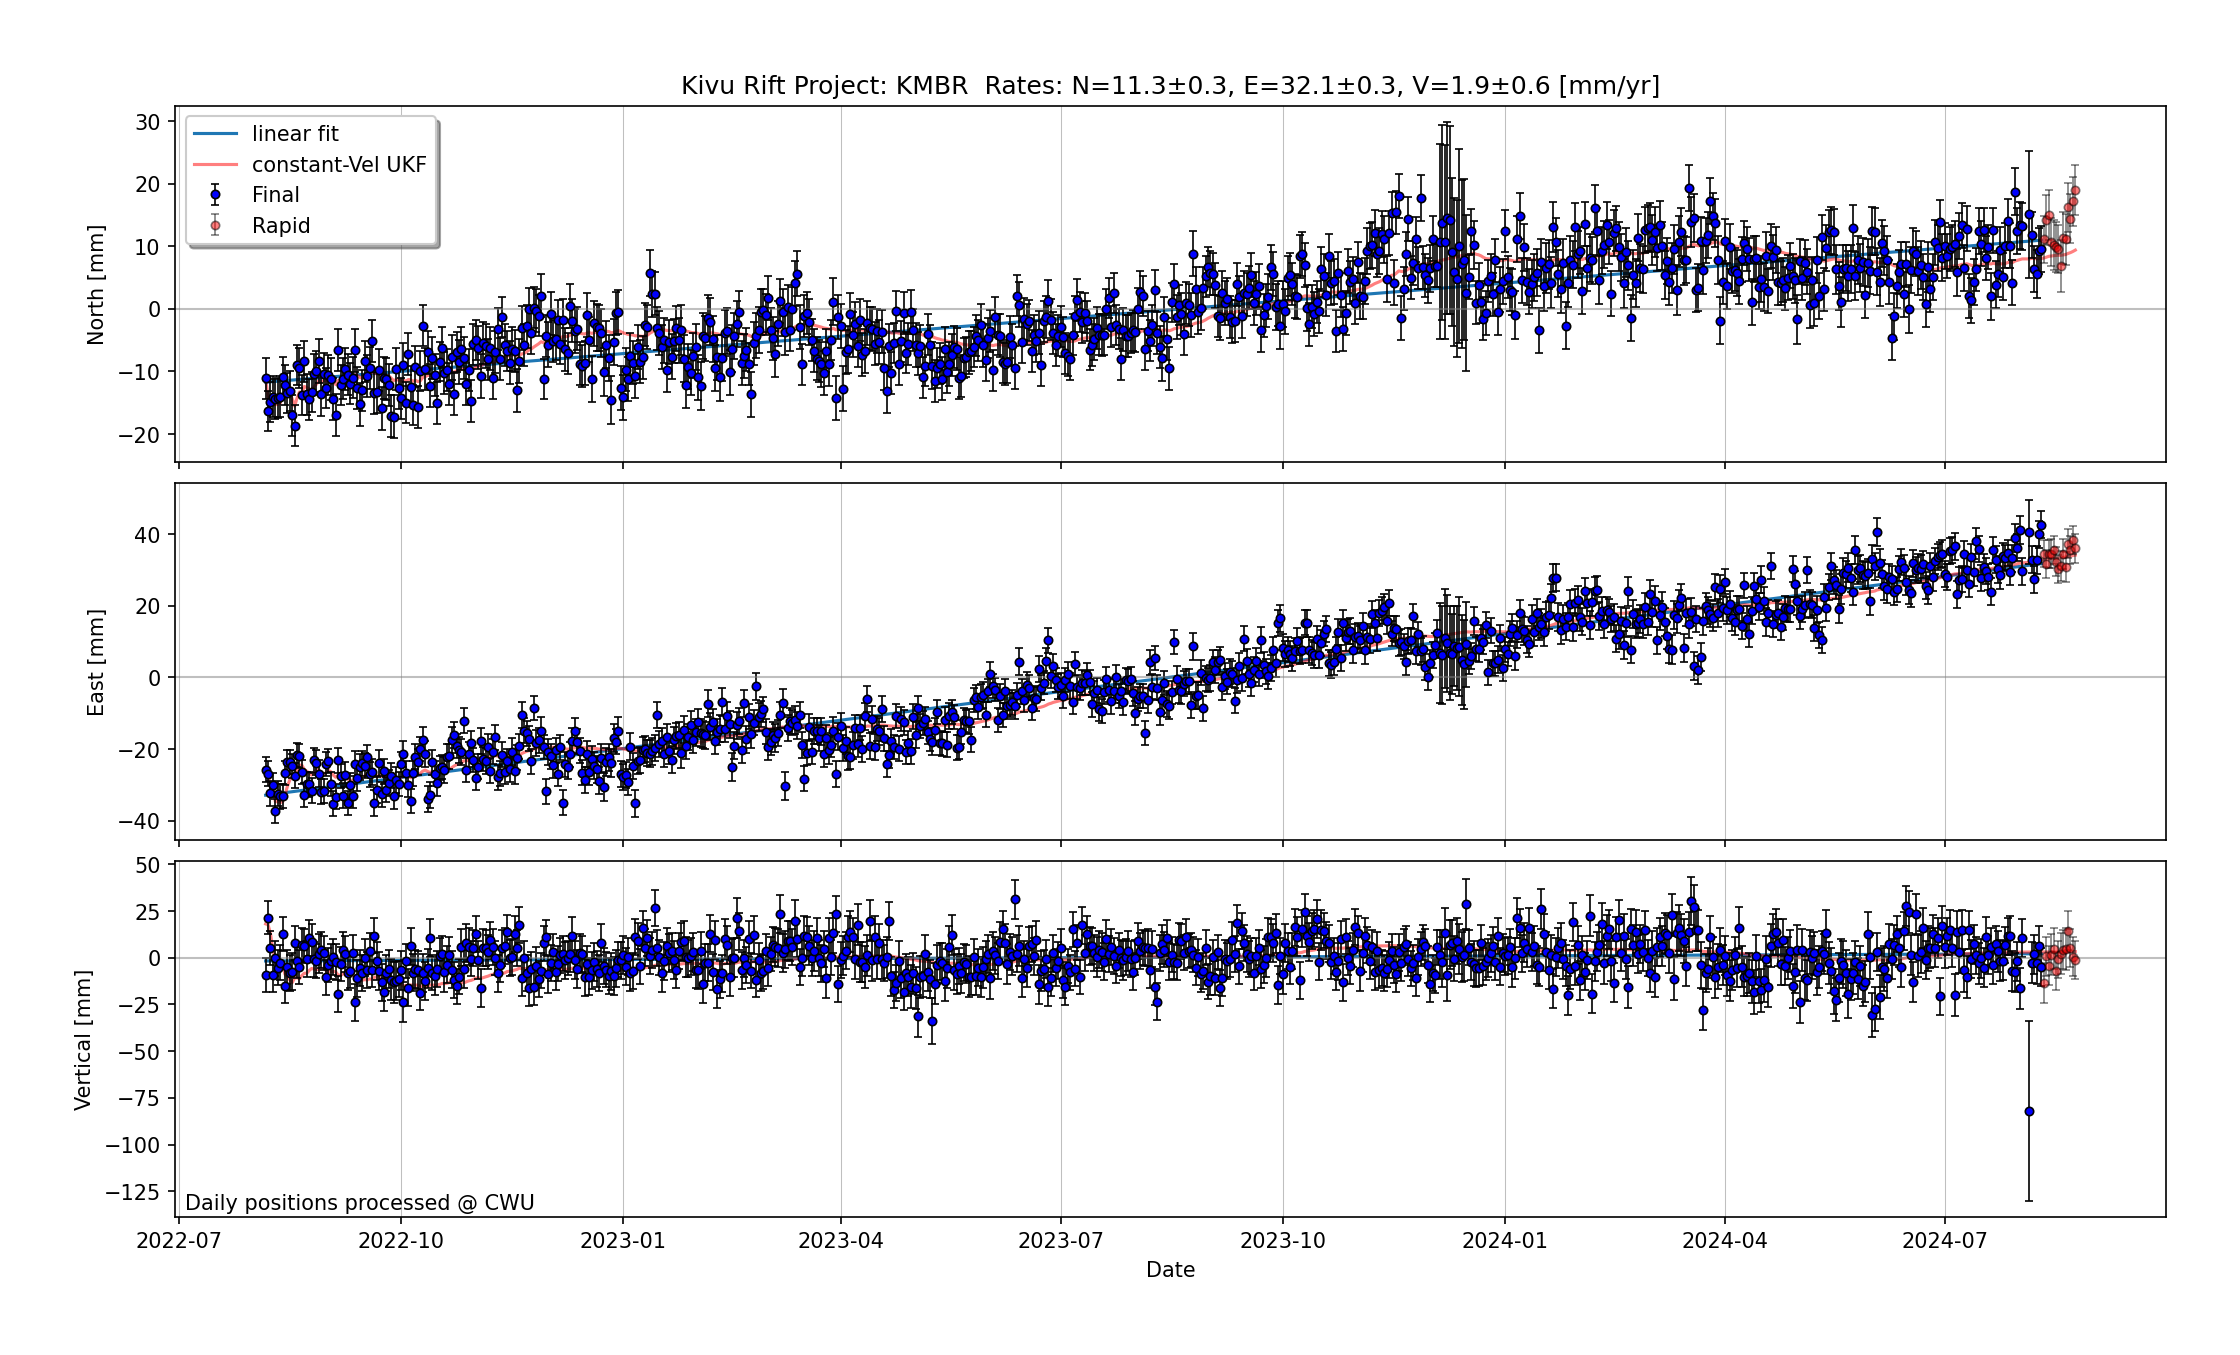 Kivu Rift Project: KMBR  Rates: N=11.3±0.3, E=32.1±0.3, V=1.9±0.6 [mm/yr]
linear fit
constant-Vel UKF
Final
Rapid
North [mm]
30
20
10
0
−10
−20
East [mm]
40
20
0
−20
−40
Vertical [mm]
50
25
0
−25
−50
−75
−100
−125
Daily positions processed @ CWU
2022-07 2022-10 2023-01 2023-04 2023-07 2023-10 2024-01 2024-04 2024-07
Date